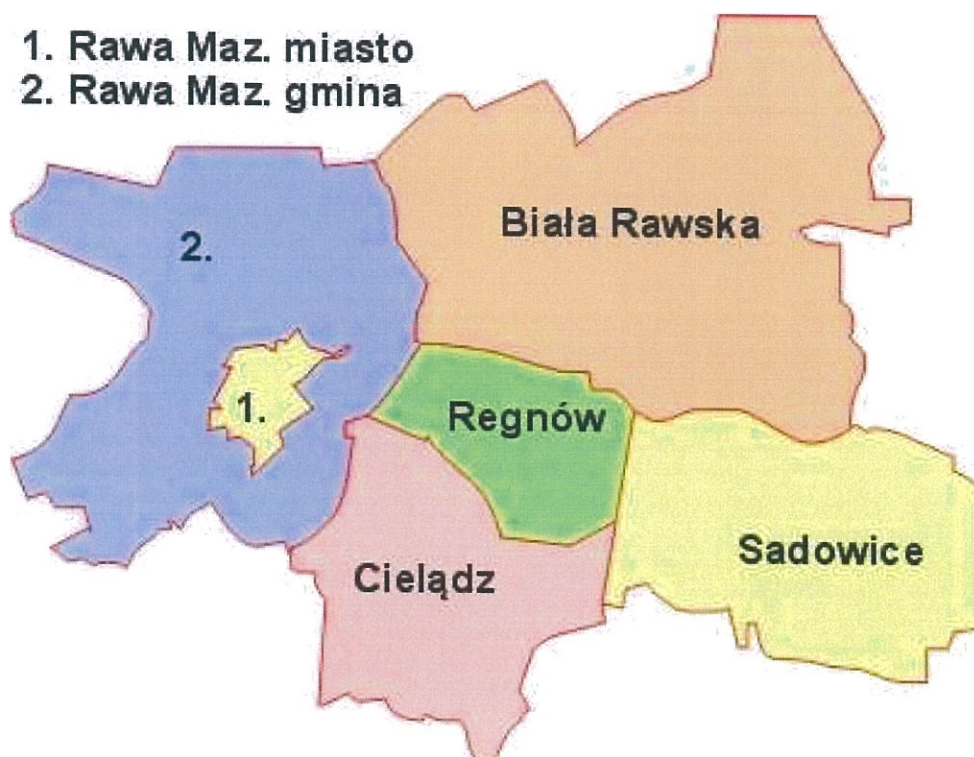 1. Rawa Maz. miasto
2. Rawa Maz. gmina
Biała Rawska
2.
1.
Regnów
Sadowice
Cielądz